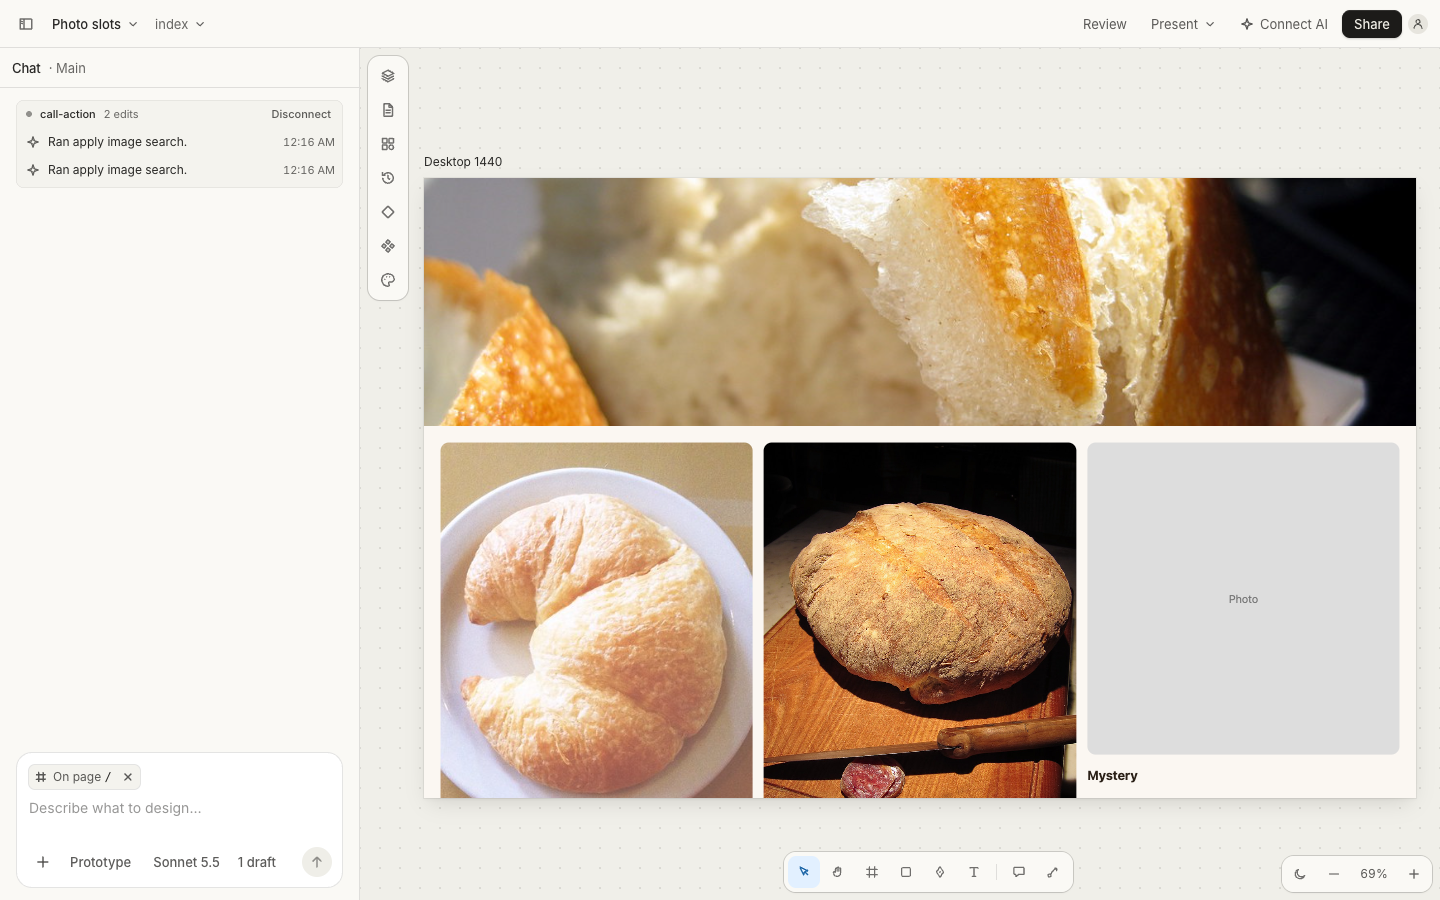 Photo slots
index
Review
Present
Connect AI
Share
Chat · Main
call-action 2 edits Disconnect
Ran apply image search. 12:16 AM
Ran apply image search. 12:16 AM
Desktop 1440
Photo
Mystery
On page /
Describe what to design...
Prototype Sonnet 5.5 1 draft
69%